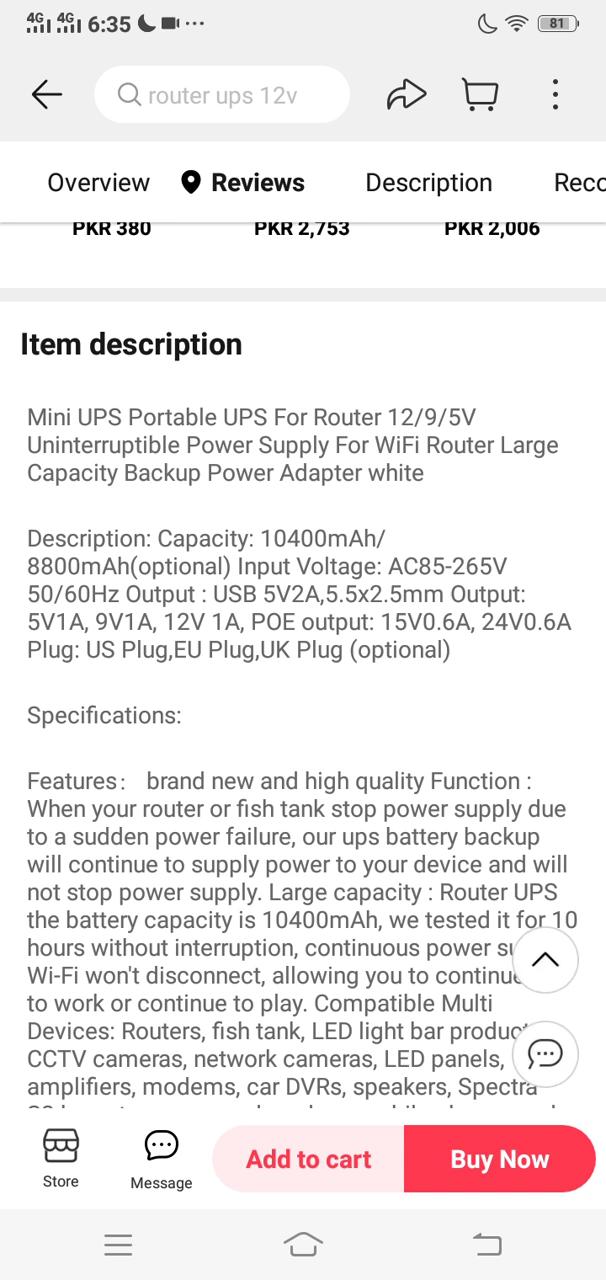 4G 4G 6:35 81
router ups 12v
Overview Reviews Description Reco
PKR 380 PKR 2,753 PKR 2,006
Item description
Mini UPS Portable UPS For Router 12/9/5V
Uninterruptible Power Supply For WiFi Router Large
Capacity Backup Power Adapter white
Description: Capacity: 10400mAh/
8800mAh(optional) Input Voltage: AC85-265V
50/60Hz Output : USB 5V2A,5.5x2.5mm Output:
5V1A, 9V1A, 12V 1A, POE output: 15V0.6A, 24V0.6A
Plug: US Plug,EU Plug,UK Plug (optional)
Specifications:
Features： brand new and high quality Function :
When your router or fish tank stop power supply due
to a sudden power failure, our ups battery backup
will continue to supply power to your device and will
not stop power supply. Large capacity : Router UPS
the battery capacity is 10400mAh, we tested it for 10
hours without interruption, continuous power
Wi-Fi won't disconnect, allowing you to continue
to work or continue to play. Compatible Multi
Devices: Routers, fish tank, LED light bar
CCTV cameras, network cameras, LED panels,
amplifiers, modems, car DVRs, speakers, Spectra
Store Message Add to cart Buy Now